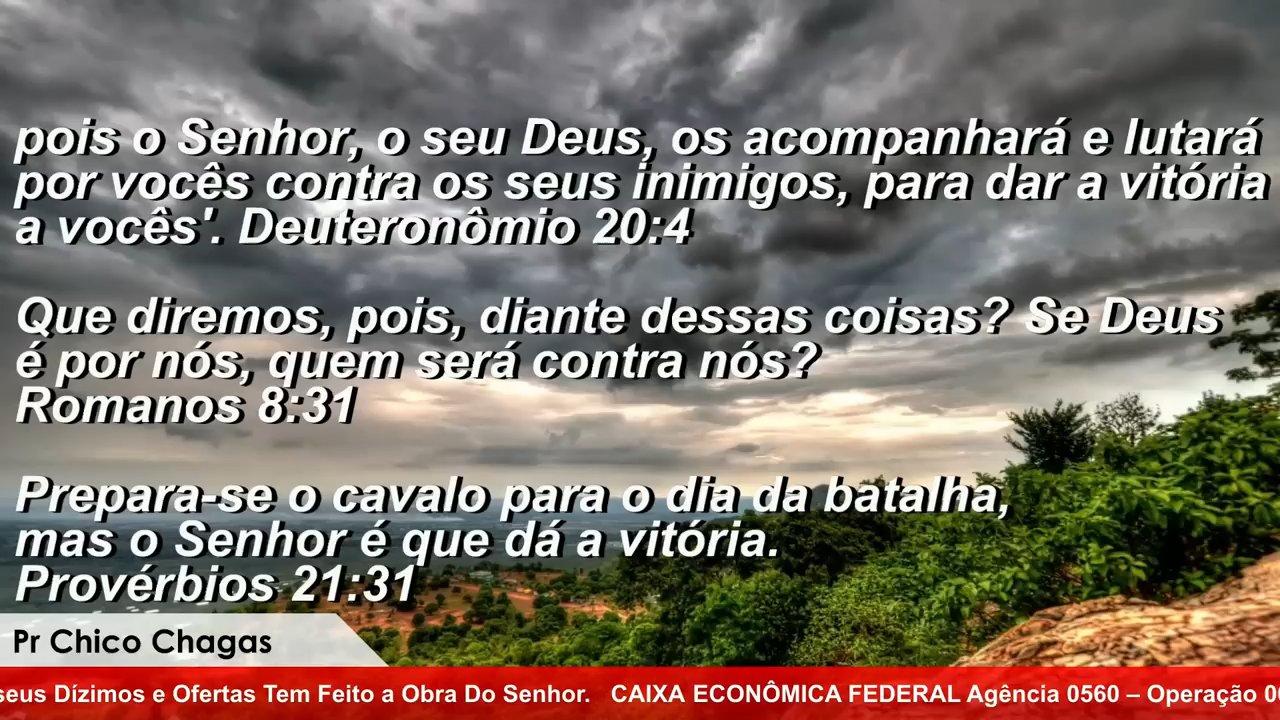 pois o Senhor, o seu Deus, os acompanhará e lutará
por vocês contra os seus inimigos, para dar a vitória
a vocês'. Deuteronômio 20:4
Que diremos, pois, diante dessas coisas? Se Deus
é por nós, quem será contra nós?
Romanos 8:31
Prepara-se o cavalo para o dia da batalha,
mas o Senhor é que dá a vitória.
Provérbios 21:31
Pr Chico Chagas
seus Dízimos e Ofertas Tem Feito a Obra Do Senhor. CAIXA ECONÔMICA FEDERAL Agência 0560 – Operação